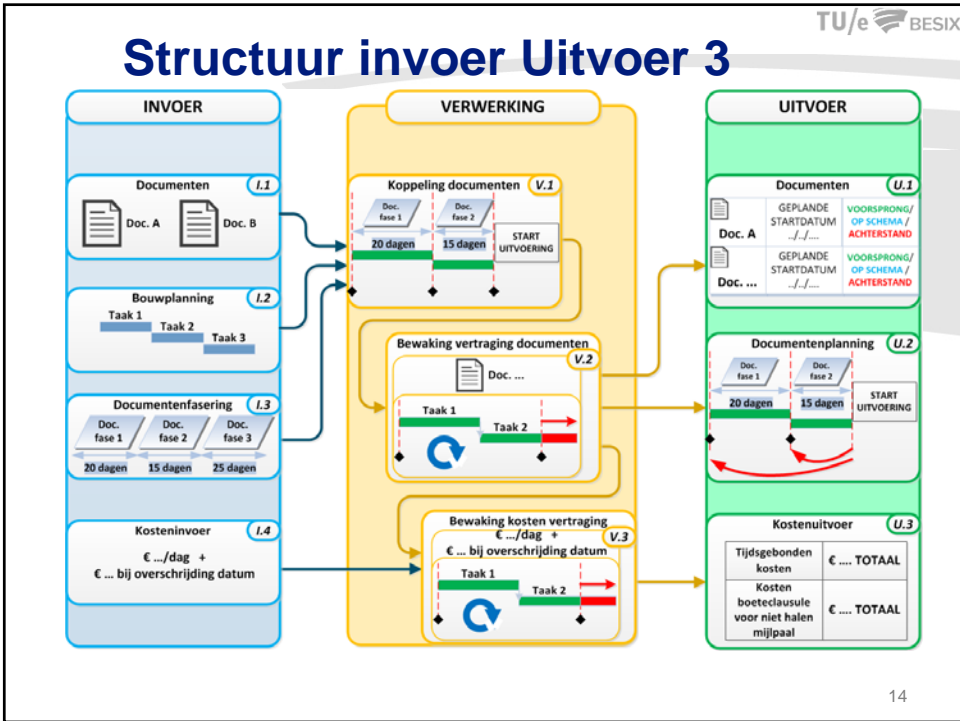 TU/e BESIX
Structuur invoer Uitvoer 3
INVOER
Documenten
I.1
Doc. A
Doc. B
Bouwplanning
I.2
Taak 1
Taak 2
Taak 3
Documentenfasering
I.3
Doc.
fase 1
Doc.
fase 2
Doc.
fase 3
20 dagen
15 dagen
25 dagen
Kosteninvoer
I.4
€ .../dag +
€ ... bij overschrijding datum
VERWERKING
Koppeling documenten
V.1
Doc.
fase 1
Doc.
fase 2
20 dagen
15 dagen
START
UITVOERING
Bewaking vertraging documenten
V.2
Doc. ...
Taak 1
Taak 2
Bewaking kosten vertraging
€ .../dag +
V.3
€ ... bij overschrijding datum
Taak 1
Taak 2
UITVOER
Documenten
U.1
Doc. A
GEPLANDE
STARTDATUM
../../....
VOORSPRONG/
OP SCHEMA /
ACHTERSTAND
Doc. ...
GEPLANDE
STARTDATUM
../../....
VOORSPRONG/
OP SCHEMA /
ACHTERSTAND
Documentenplanning
U.2
Doc.
fase 1
Doc.
fase 2
20 dagen
15 dagen
START
UITVOERING
Kostenuitvoer
U.3
Tijdsgebonden
kosten
€ .... TOTAAL
Kosten
boeteclausule
voor niet halen
mijlpaal
€ .... TOTAAL
14